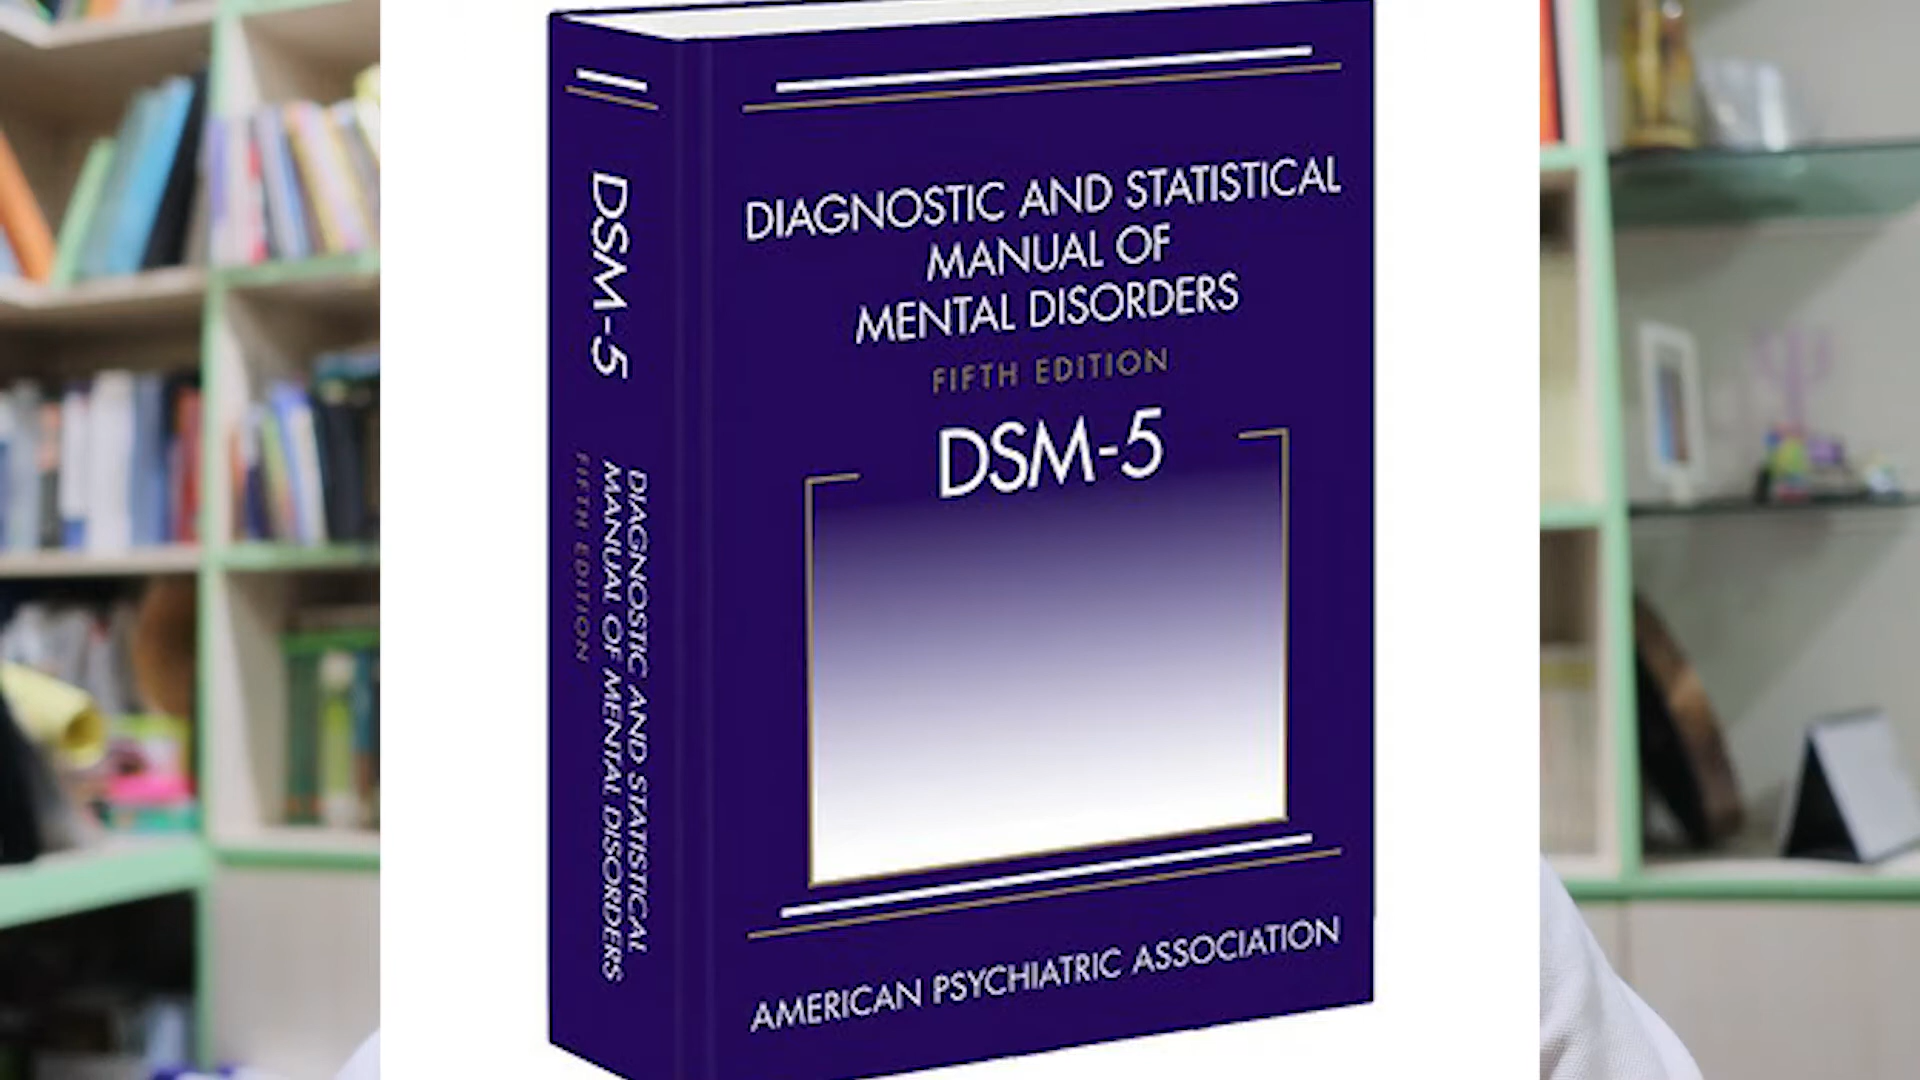 DSM-5
DIAGNOSTIC AND STATISTICAL
MANUAL OF MENTAL DISORDERS
FIFTH EDITION
DIAGNOSTIC AND STATISTICAL
MANUAL OF
MENTAL DISORDERS
FIFTH EDITION
DSM-5
AMERICAN PSYCHIATRIC ASSOCIATION